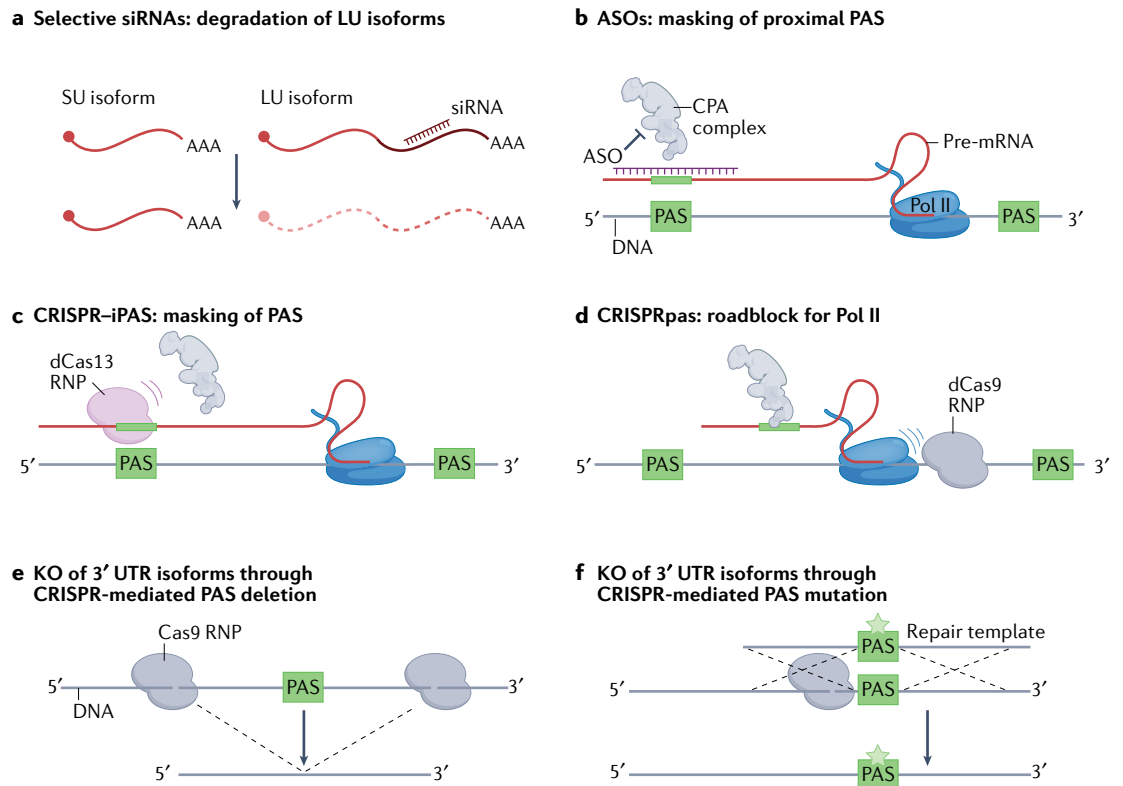 a Selective siRNAs: degradation of LU isoforms
SU isoform
LU isoform
siRNA
AAA
AAA
AAA
AAA
b ASOs: masking of proximal PAS
CPA
complex
ASO
Pre-mRNA
Pol II
5′
PAS
PAS
3′
DNA
c CRISPR–iPAS: masking of PAS
dCas13
RNP
5′
PAS
PAS
3′
d CRISPRpas: roadblock for Pol II
dCas9
RNP
5′
PAS
PAS
3′
e KO of 3′ UTR isoforms through
CRISPR-mediated PAS deletion
Cas9 RNP
5′
PAS
3′
DNA
5′
3′
f KO of 3′ UTR isoforms through
CRISPR-mediated PAS mutation
PAS
Repair template
5′
PAS
3′
5′
PAS
3′